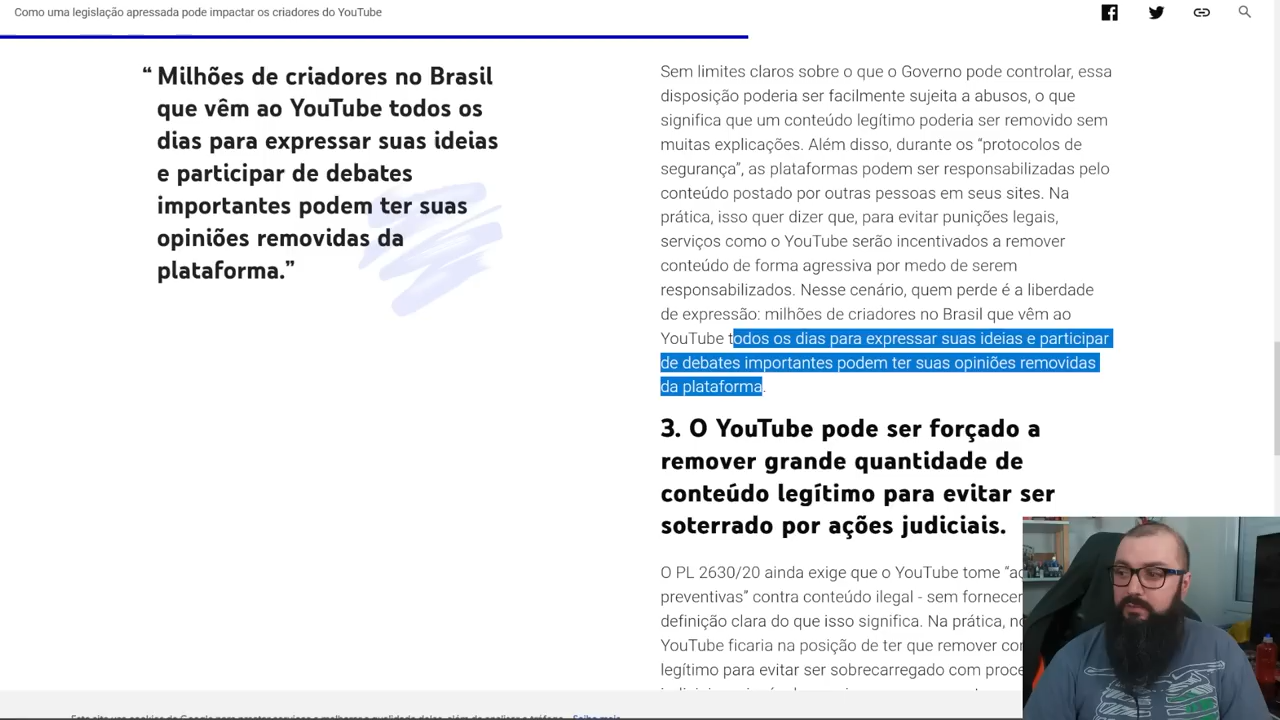 Como uma legislação apressada pode impactar os criadores do YouTube
“ Milhões de criadores no Brasil
que vêm ao YouTube todos os
dias para expressar suas ideias
e participar de debates
importantes podem ter suas
opiniões removidas da
plataforma.”
Sem limites claros sobre o que o Governo pode controlar, essa
disposição poderia ser facilmente sujeita a abusos, o que
significa que um conteúdo legítimo poderia ser removido sem
muitas explicações. Além disso, durante os “protocolos de
segurança”, as plataformas podem ser responsabilizadas pelo
conteúdo postado por outras pessoas em seus sites. Na
prática, isso quer dizer que, para evitar punições legais,
serviços como o YouTube serão incentivados a remover
conteúdo de forma agressiva por medo de serem
responsabilizados. Nesse cenário, quem perde é a liberdade
de expressão: milhões de criadores no Brasil que vêm ao
YouTube todos os dias para expressar suas ideias e participar
de debates importantes podem ter suas opiniões removidas
da plataforma.
3. O YouTube pode ser forçado a
remover grande quantidade de
conteúdo legítimo para evitar ser
soterrado por ações judiciais.
O PL 2630/20 ainda exige que o YouTube tome
preventivas” contra conteúdo ilegal - sem fornecer
definição clara do que isso significa. Na prática,
YouTube ficaria na posição de ter que remover
legítimo para evitar ser sobrecarregado com